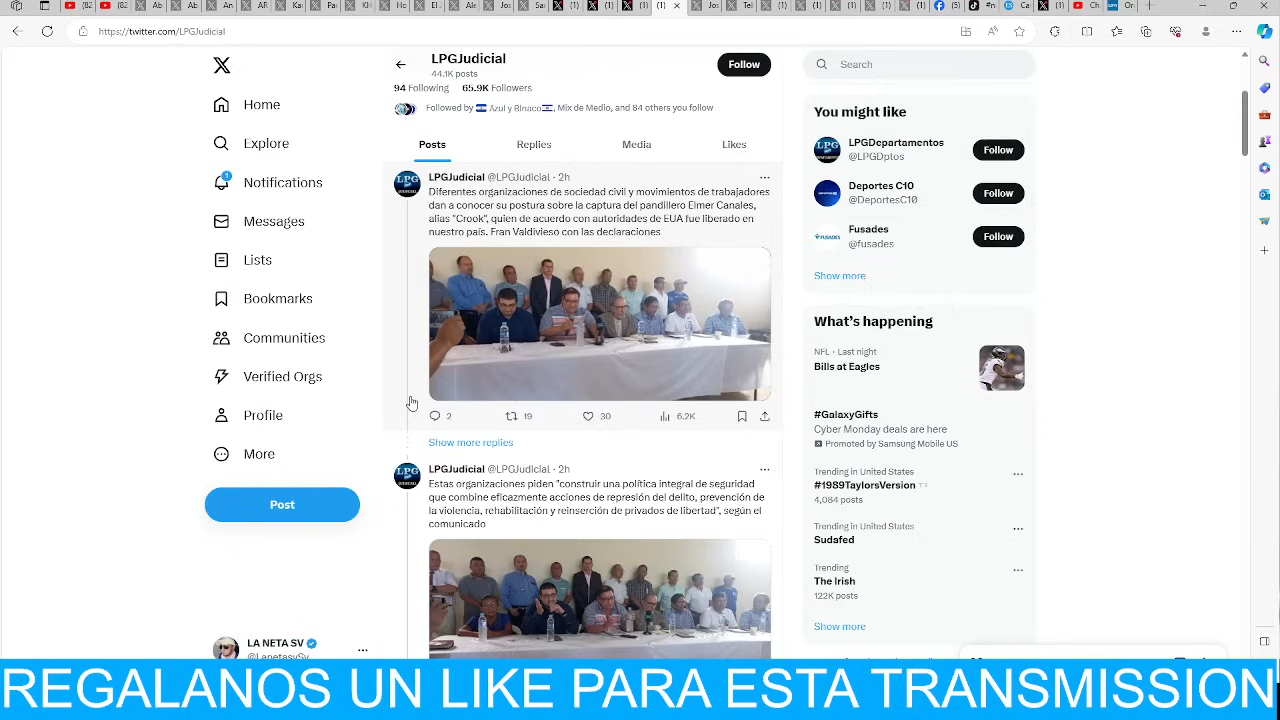 https://twitter.com/LPGJudicial
LPGJudicial
44.1K posts
Follow
94 Following 65.9K Followers
Followed by Azul y Blnaco, Mix de Medio, and 84 others you follow
Posts Replies Media Likes
Home
Explore
1
Notifications
Messages
Lists
Bookmarks
Communities
Verified Orgs
Profile
More
Post
LA NETA SV
@LanetasvSv
LPGJudicial @LPGJudicial · 2h
Diferentes organizaciones de sociedad civil y movimientos de trabajadores
dan a conocer su postura sobre la captura del pandillero Elmer Canales,
alias "Crook", quien de acuerdo con autoridades de EUA fue liberado en
nuestro país. Fran Valdivieso con las declaraciones
2 19 30 6.2K
Show more replies
LPGJudicial @LPGJudicial · 2h
Estas organizaciones piden "construir una política integral de seguridad
que combine eficazmente acciones de represión del delito, prevención de
la violencia, rehabilitación y reinserción de privados de libertad", según el
comunicado
Search
You might like
LPGDepartamentos
@LPGDptos
Follow
Deportes C10
@DeportesC10
Follow
Fusades
@fusades
Follow
Show more
What's happening
NFL · Last night
Bills at Eagles
#GalaxyGifts
Cyber Monday deals are here
Promoted by Samsung Mobile US
Trending in United States
#1989TaylorsVersion
4,084 posts
Trending in United States
Sudafed
Trending
The Irish
122K posts
Show more
REGALANOS UN LIKE PARA ESTA TRANSMISSION